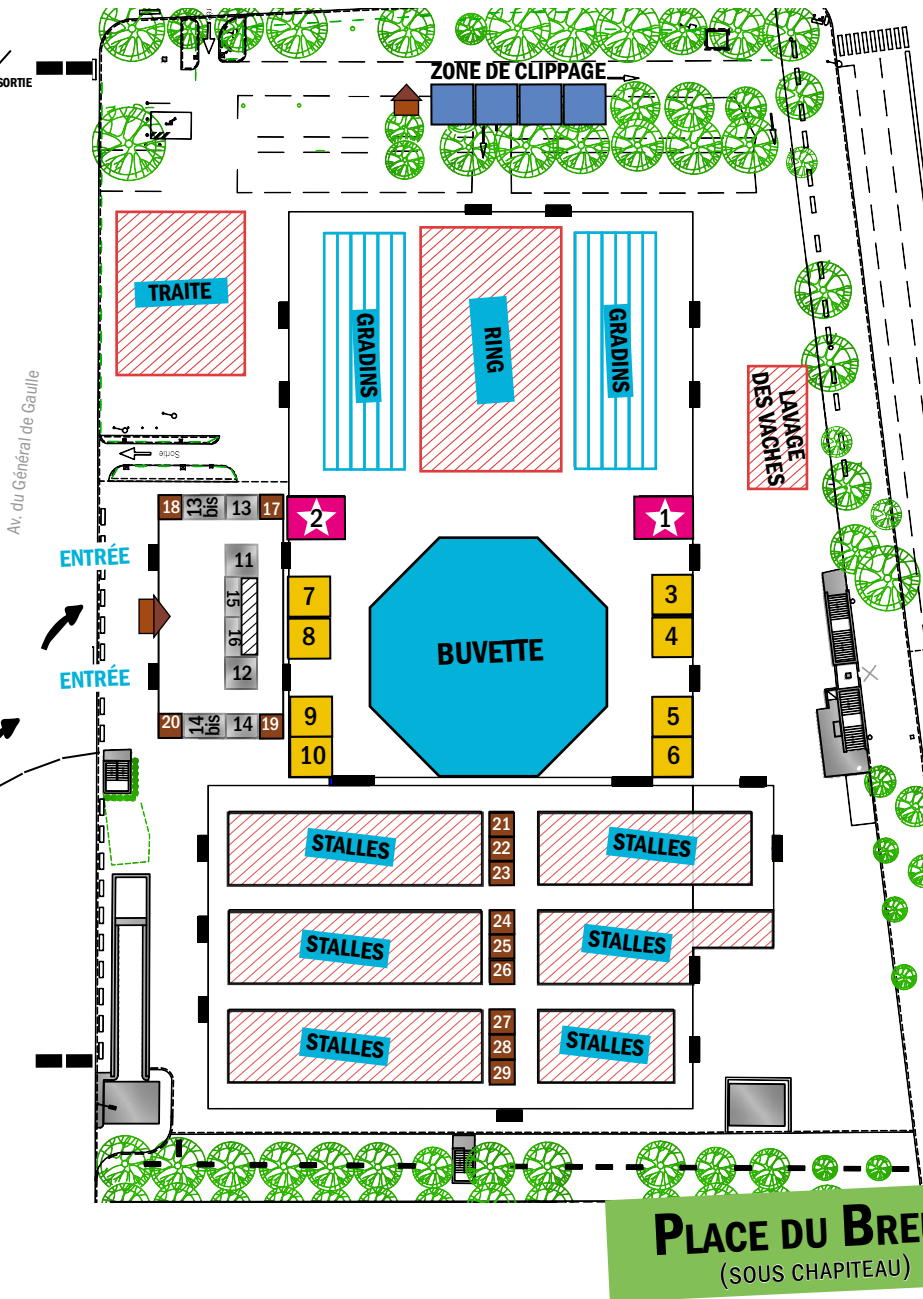 ZONE DE CLIPPAGE
SORTIE
TRAITE
GRADINS
RING
GRADINS
LAVAGE
DES VACHES
Av. du Général de Gaulle
Sortie
18
13 bis
13
17
2
1
ENTRÉE
11
15
16
12
7
8
3
4
BUVETTE
ENTRÉE
20
14 bis
14
19
9
10
5
6
STALLES
21
22
23
STALLES
STALLES
24
25
26
STALLES
STALLES
27
28
29
STALLES
PLACE DU BRE
(SOUS CHAPITEAU)